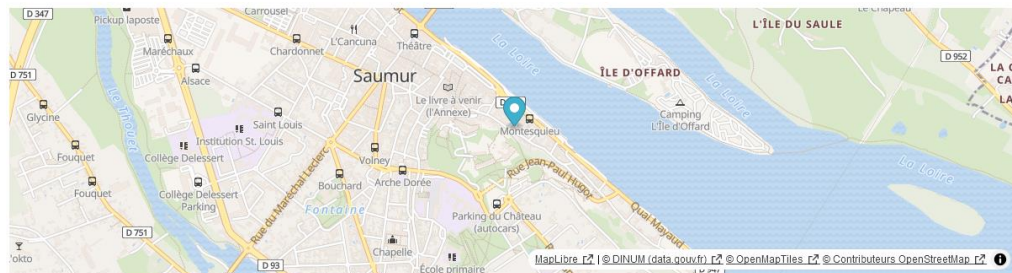 D 347
Pickup laposte
Carrousel
Le Chapeau
L'ÎLE DU SAULE
Maréchaux
Chardonnet
L'Cancuna
Théâtre
La Loire
D 952
D 751
Alsace
Saumur
ÎLE D'OFFARD
La Loire
Le Thouet
Glycine
Le livre à venir
(l'Annexe)
Camping
L'Île d'Offard
Saint Louis
Montesquieu
Institution St. Louis
Fouquet
Collège Delessert
Volney
Rue Jean-Paul Hugot
La Loire
Fouquet
Collège Delessert
Parking
Bouchard
Arche Dorée
Rue du Maréchal Leclerc
Fontaine
Parking du Château
(autocars)
Quai Mayaud
D 751
Chapelle
D 93
École primaire
MapLibre | © DINUM (data.gouv.fr) © OpenMapTiles © Contributeurs OpenStreetMap